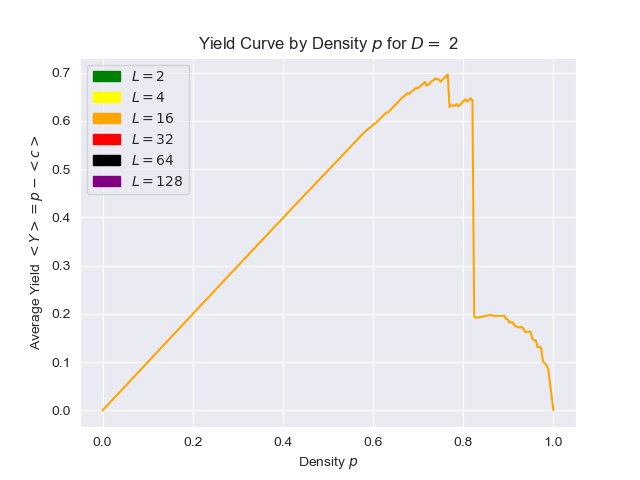 Yield Curve by Density p for D = 2
L = 2
L = 4
L = 16
L = 32
L = 64
L = 128
Average Yield < Y > = p − < c >
0.7
0.6
0.5
0.4
0.3
0.2
0.1
0.0
0.0 0.2 0.4 0.6 0.8 1.0
Density p